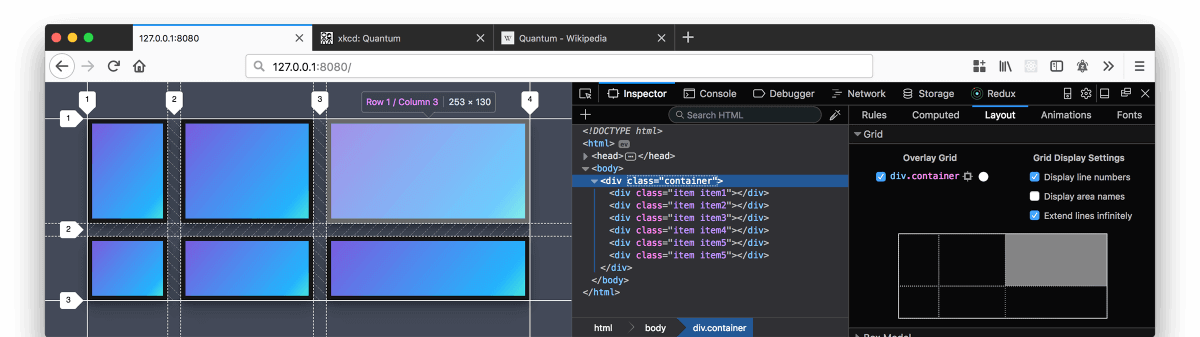 127.0.0.1:8080
xkcd: Quantum
Quantum - Wikipedia
127.0.0.1:8080/
1
2
3
4
Row 1 / Column 3 253 × 130
1
2
3
Inspector
Console
Debugger
Network
Storage
Redux
Search HTML
<!DOCTYPE html>
<html> ev
<head></head>
<body>
<div class="container">
<div class="item item1"></div>
<div class="item item2"></div>
<div class="item item3"></div>
<div class="item item4"></div>
<div class="item item5"></div>
<div class="item item5"></div>
</div>
</body>
</html>
html
body
div.container
Rules
Computed
Layout
Animations
Fonts
Grid
Overlay Grid
div.container
Grid Display Settings
Display line numbers
Display area names
Extend lines infinitely
Box Model